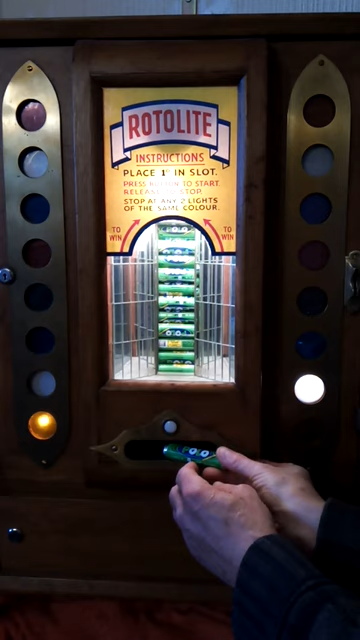 ROTOLITE
INSTRUCTIONS
PLACE 1D IN SLOT.
PRESS BUTTON TO START
RELEASE TO STOP.
STOP AT ANY 2 LIGHTS
OF THE SAME COLOUR.
TO WIN
TO WIN
POLO